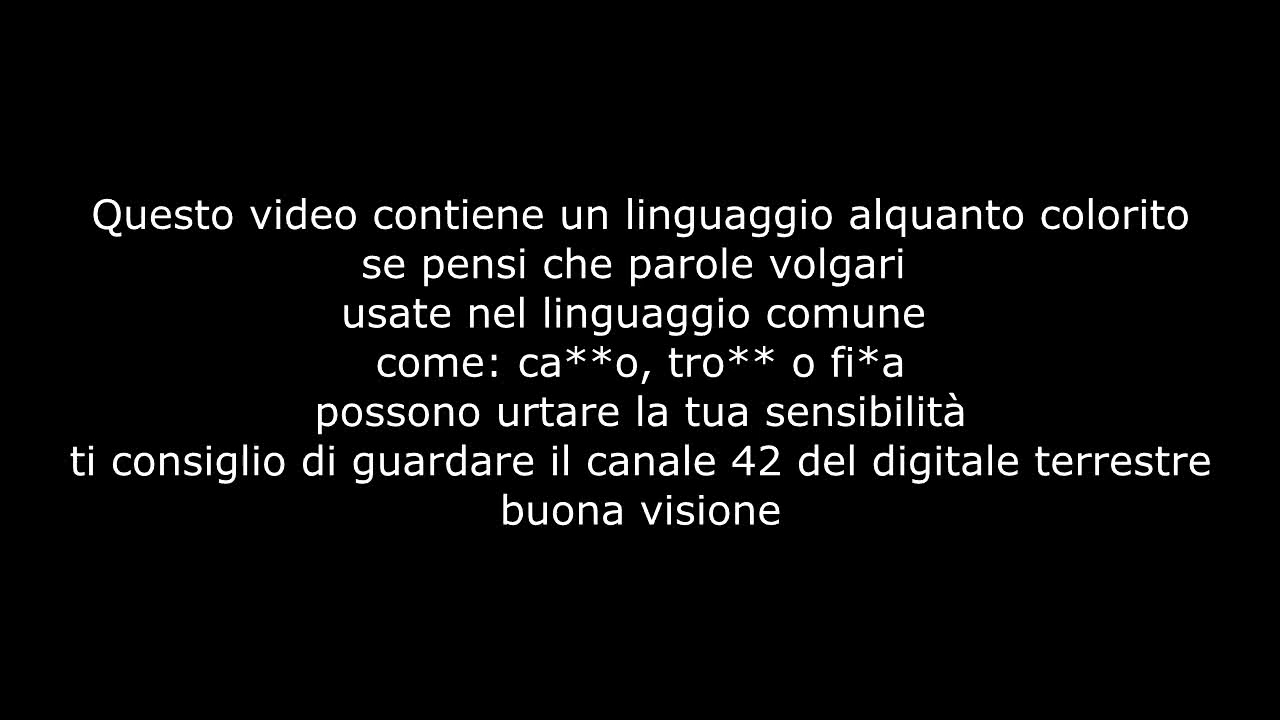 Questo video contiene un linguaggio alquanto colorito
se pensi che parole volgari
usate nel linguaggio comune
come: ca**o, tro** o fi*a
possono urtare la tua sensibilità
ti consiglio di guardare il canale 42 del digitale terrestre
buona visione